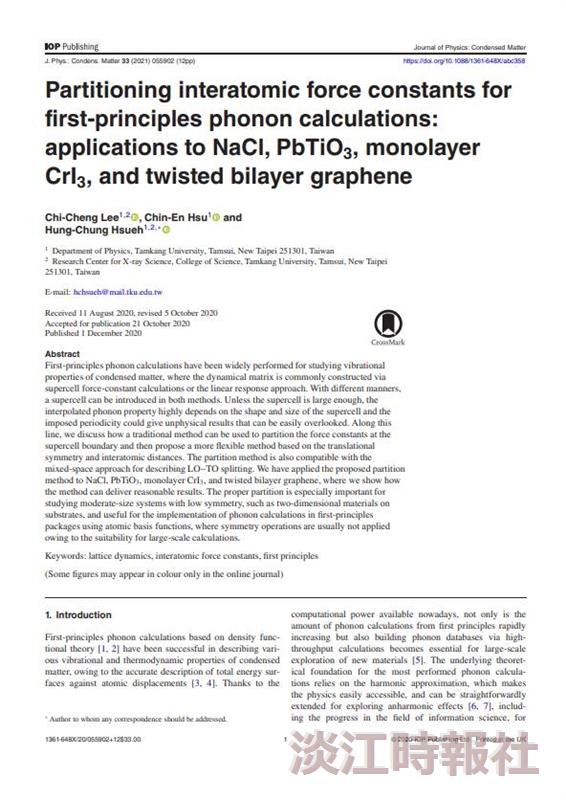 IOP Publishing
Journal of Physics: Condensed Matter
J. Phys.: Condens. Matter 33 (2021) 055902 (12pp)
https://doi.org/10.1088/1361-648X/abc358
Partitioning interatomic force constants for
first-principles phonon calculations:
applications to NaCl, PbTiO₃, monolayer
CrI₃, and twisted bilayer graphene
Chi-Cheng Lee1,2, Chin-En Hsu1 and
Hung-Chung Hsueh1,2,*
1 Department of Physics, Tamkang University, Tamsui, New Taipei 251301, Taiwan
2 Research Center for X-ray Science, College of Science, Tamkang University, Tamsui, New Taipei
251301, Taiwan
E-mail: hchsueh@mail.tku.edu.tw
Received 11 August 2020, revised 5 October 2020
Accepted for publication 21 October 2020
Published 1 December 2020
CrossMark
Abstract
First-principles phonon calculations have been widely performed for studying vibrational
properties of condensed matter, where the dynamical matrix is commonly constructed via
supercell force-constant calculations or the linear response approach. With different manners,
a supercell can be introduced in both methods. Unless the supercell is large enough, the
interpolated phonon property highly depends on the shape and size of the supercell and the
imposed periodicity could give unphysical results that can be easily overlooked. Along this
line, we discuss how a traditional method can be used to partition the force constants at the
supercell boundary and then propose a more flexible method based on the translational
symmetry and interatomic distances. The partition method is also compatible with the
mixed-space approach for describing LO−TO splitting. We have applied the proposed partition
method to NaCl, PbTiO₃, monolayer CrI₃, and twisted bilayer graphene, where we show how
the method can deliver reasonable results. The proper partition is especially important for
studying moderate-size systems with low symmetry, such as two-dimensional materials on
substrates, and useful for the implementation of phonon calculations in first-principles
packages using atomic basis functions, where symmetry operations are usually not applied
owing to the suitability for large-scale calculations.
Keywords: lattice dynamics, interatomic force constants, first principles
(Some figures may appear in colour only in the online journal)
1. Introduction
First-principles phonon calculations based on density func-
tional theory [1, 2] have been successful in describing vari-
ous vibrational and thermodynamic properties of condensed
matter, owing to the accurate description of total energy sur-
faces against atomic displacements [3, 4]. Thanks to the
* Author to whom any correspondence should be addressed.
computational power available nowadays, not only is the
amount of phonon calculations from first principles rapidly
increasing but also building phonon databases via high-
throughput calculations becomes essential for large-scale
exploration of new materials [5]. The underlying theoret-
ical foundation for the most performed phonon calcula-
tions relies on the harmonic approximation, which makes
the physics easily accessible, and can be straightforwardly
extended for exploring anharmonic effects [6, 7], includ-
ing the progress in the field of information science, for
1361-648X/20/055902+12$33.00
1
© 2020 IOP Publishing Ltd Printed in the UK
淡江時報社